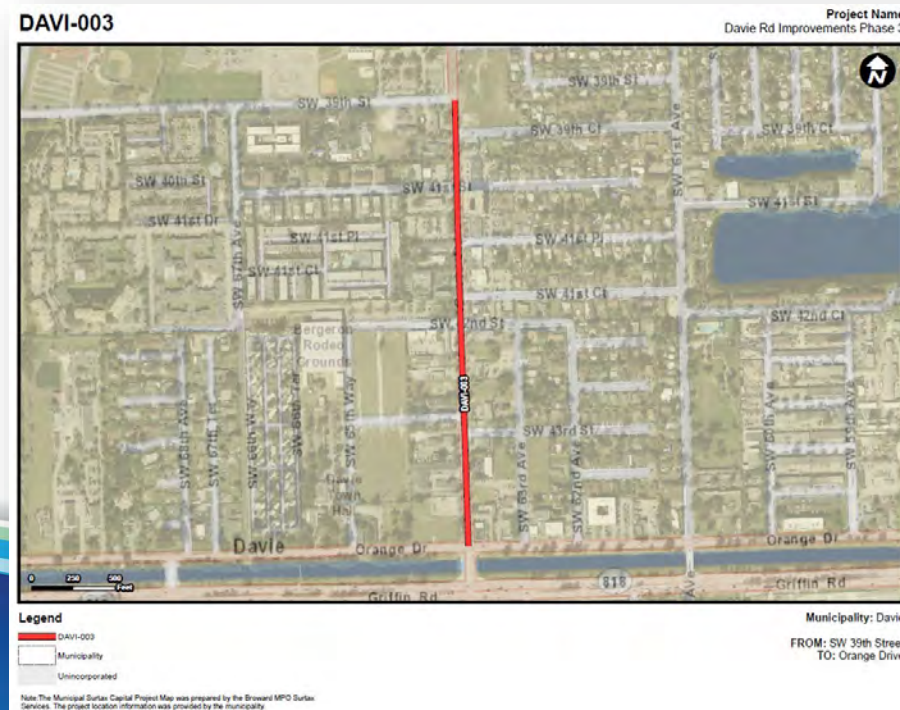 DAVI-003
Project Name
Davie Rd Improvements Phase 3
N
SW 39th St
SW 39th St
SW 39th Ct
SW 39th Ct
SW 61st Ave
SW 40th St
SW 41st St
SW 41st St
SW 41st Dr
SW 67th Ave
SW 41st Pl
SW 41st Pl
SW 41st Ct
SW 41st Ct
SW 42nd St
SW 42nd Ct
Bergeron
Rodeo
Grounds
DAVI-003
SW 68th Ave
SW 67th Ter
SW 66th Way
SW 66th Ter
SW 65th Way
SW 43rd St
SW 63rd Ave
SW 62nd Ave
SW 60th Ave
SW 59th Ave
Davie
Town
Hall
Davie
Orange Dr
Orange Dr
0 250 500
Feet
818
Ave
Griffin Rd
Griffin Rd
Legend
DAVI-003
Municipality
Unincorporated
Municipality: Davie
FROM: SW 39th Street
TO: Orange Drive
Note:The Municipal Surtax Capital Project Map was prepared by the Broward MPO Surtax
Services. The project location information was provided by the municipality.